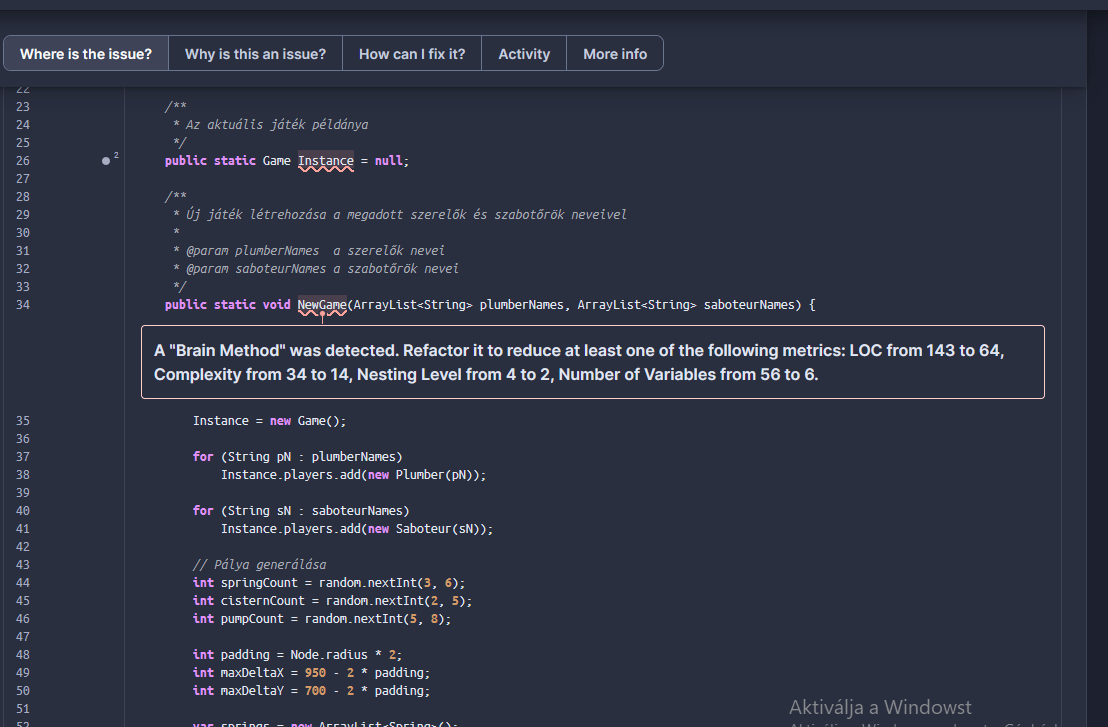 Where is the issue? Why is this an issue? How can I fix it? Activity More info
22
23 /**
24 * Az aktuális játék példánya
25 */
26 2 public static Game Instance = null;
27
28 /**
29 * Új játék létrehozása a megadott szerelők és szabotőrök neveivel
30 *
31 * @param plumberNames  a szerelők nevei
32 * @param saboteurNames a szabotőrök nevei
33 */
34 public static void NewGame(ArrayList<String> plumberNames, ArrayList<String> saboteurNames) {
A "Brain Method" was detected. Refactor it to reduce at least one of the following metrics: LOC from 143 to 64,
Complexity from 34 to 14, Nesting Level from 4 to 2, Number of Variables from 56 to 6.
35 Instance = new Game();
36
37 for (String pN : plumberNames)
38 Instance.players.add(new Plumber(pN));
39
40 for (String sN : saboteurNames)
41 Instance.players.add(new Saboteur(sN));
42
43 // Pálya generálása
44 int springCount = random.nextInt(3, 6);
45 int cisternCount = random.nextInt(2, 5);
46 int pumpCount = random.nextInt(5, 8);
47
48 int padding = Node.radius * 2;
49 int maxDeltaX = 950 - 2 * padding;
50 int maxDeltaY = 700 - 2 * padding;
51
52 var springs = new ArrayList<Spring>();
Aktiválja a Windowst